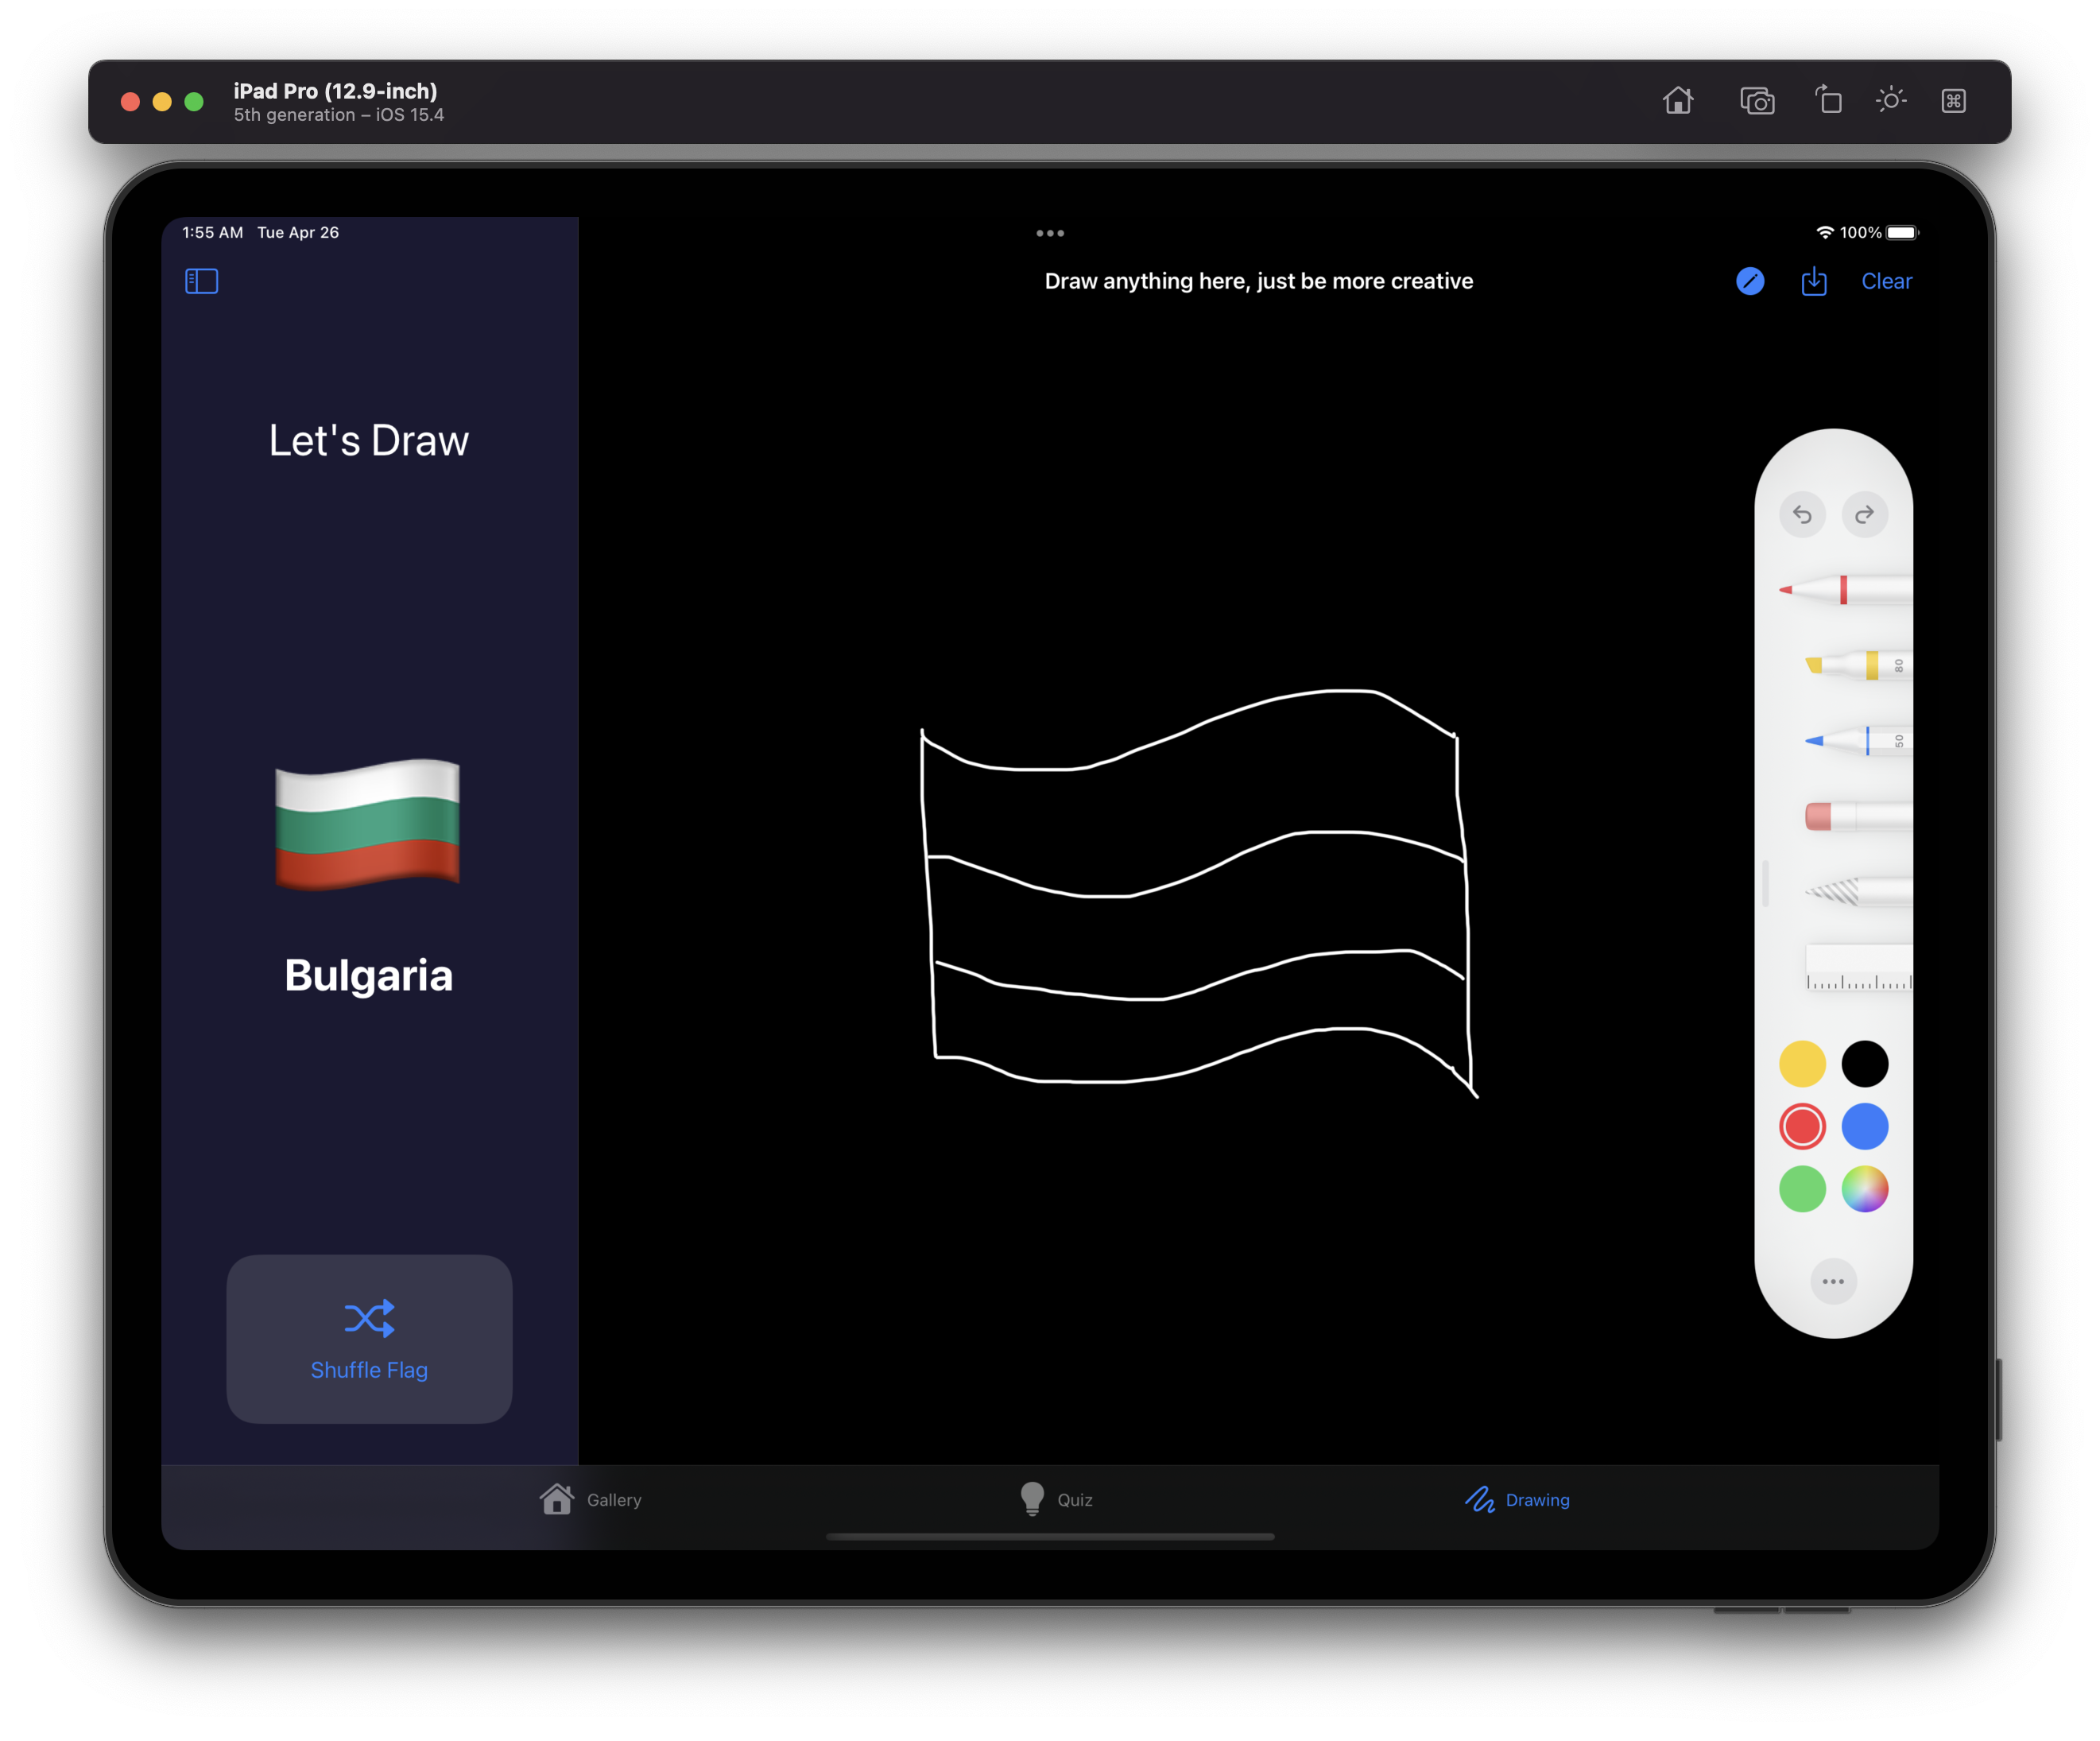 iPad Pro (12.9-inch)
5th generation – iOS 15.4
1:55 AM Tue Apr 26
100%
Draw anything here, just be more creative
Clear
Let's Draw
80
50
Bulgaria
Shuffle Flag
Gallery
Quiz
Drawing